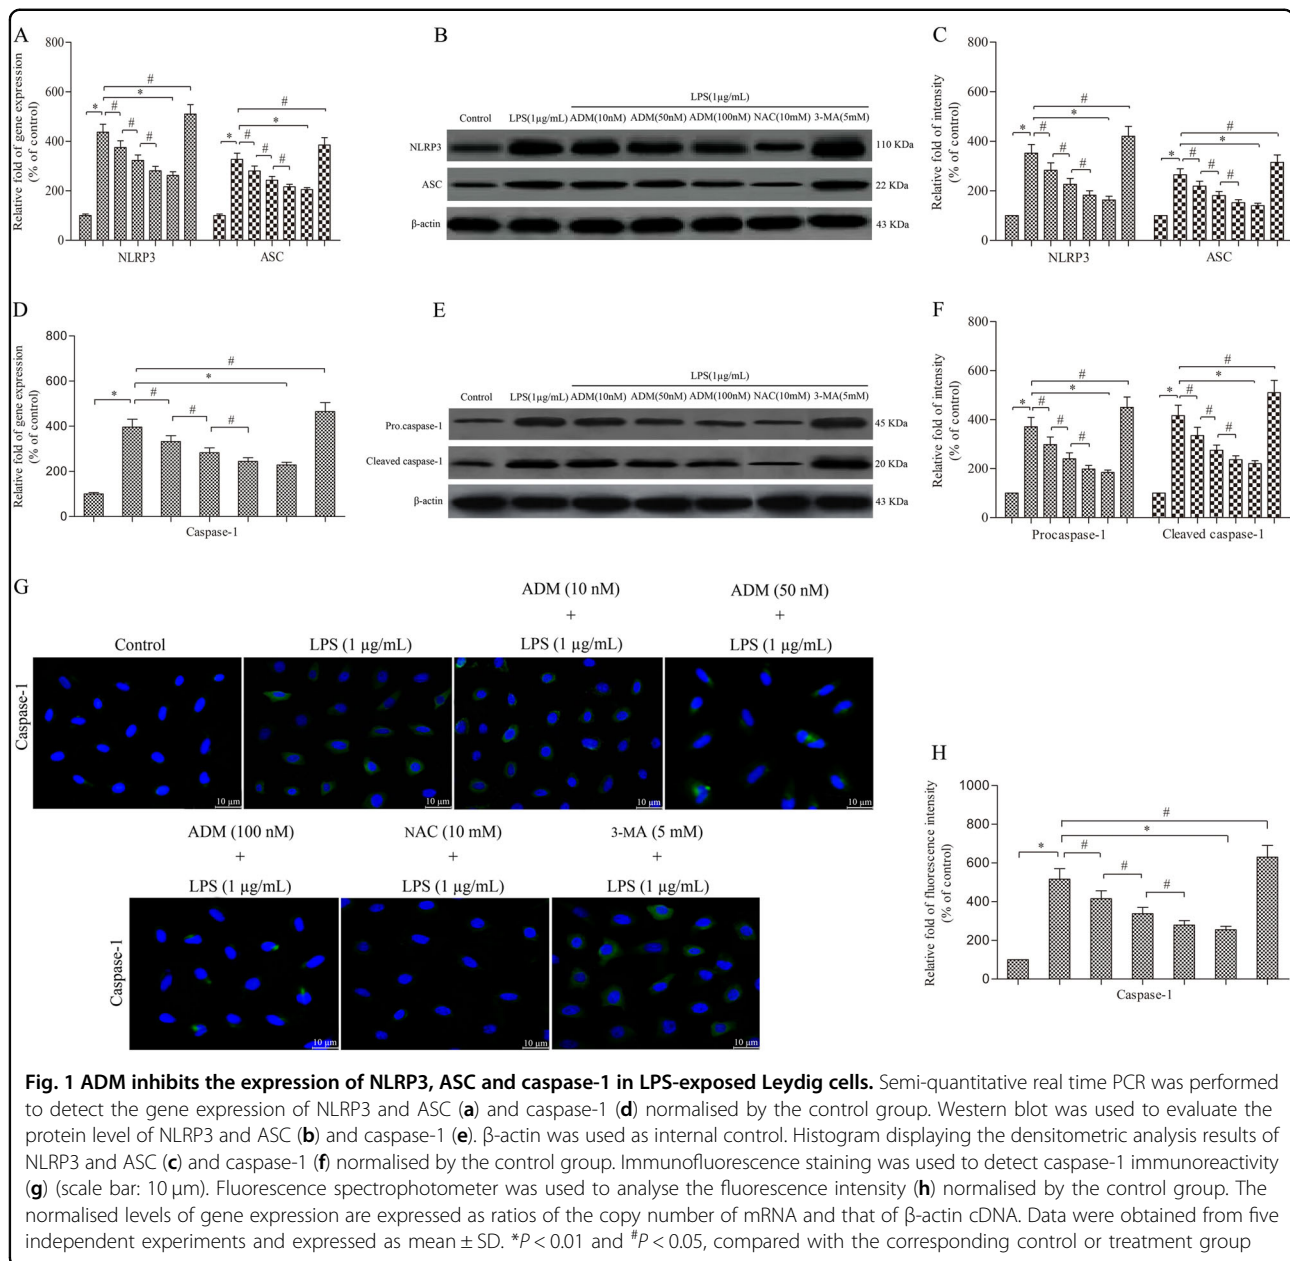 A
Relative fold of gene expression
(% of control)
800
600
400
200
0
#
*
* # # #
#
*
* # # #
NLRP3 ASC
B
LPS(1μg/mL)
Control LPS(1μg/mL) ADM(10nM) ADM(50nM) ADM(100nM) NAC(10mM) 3-MA(5mM)
NLRP3 110 KDa
ASC 22 KDa
β-actin 43 KDa
C
Relative fold of intensity
(% of control)
800
600
400
200
0
#
*
* # # #
#
*
* # # #
NLRP3 ASC
D
Relative fold of gene expression
(% of control)
800
600
400
200
0
#
*
* # # #
Caspase-1
E
LPS(1μg/mL)
Control LPS(1μg/mL) ADM(10nM) ADM(50nM) ADM(100nM) NAC(10mM) 3-MA(5mM)
Pro.caspase-1 45 KDa
Cleaved caspase-1 20 KDa
β-actin 43 KDa
F
Relative fold of intensity
(% of control)
800
600
400
200
0
#
*
* # # #
#
*
* # # #
Procaspase-1 Cleaved caspase-1
G
ADM (10 nM) ADM (50 nM)
+ +
Control LPS (1 μg/mL) LPS (1 μg/mL) LPS (1 μg/mL)
Caspase-1
10 μm 10 μm 10 μm 10 μm
ADM (100 nM) NAC (10 mM) 3-MA (5 mM)
+ + +
LPS (1 μg/mL) LPS (1 μg/mL) LPS (1 μg/mL)
Caspase-1
10 μm 10 μm 10 μm
H
Relative fold of fluorescence intensity
(% of control)
1000
800
600
400
200
0
#
*
* # # #
Caspase-1
Fig. 1 ADM inhibits the expression of NLRP3, ASC and caspase-1 in LPS-exposed Leydig cells. Semi-quantitative real time PCR was performed
to detect the gene expression of NLRP3 and ASC (a) and caspase-1 (d) normalised by the control group. Western blot was used to evaluate the
protein level of NLRP3 and ASC (b) and caspase-1 (e). β-actin was used as internal control. Histogram displaying the densitometric analysis results of
NLRP3 and ASC (c) and caspase-1 (f) normalised by the control group. Immunofluorescence staining was used to detect caspase-1 immunoreactivity
(g) (scale bar: 10 μm). Fluorescence spectrophotometer was used to analyse the fluorescence intensity (h) normalised by the control group. The
normalised levels of gene expression are expressed as ratios of the copy number of mRNA and that of β-actin cDNA. Data were obtained from five
independent experiments and expressed as mean ± SD. *P < 0.01 and #P < 0.05, compared with the corresponding control or treatment group